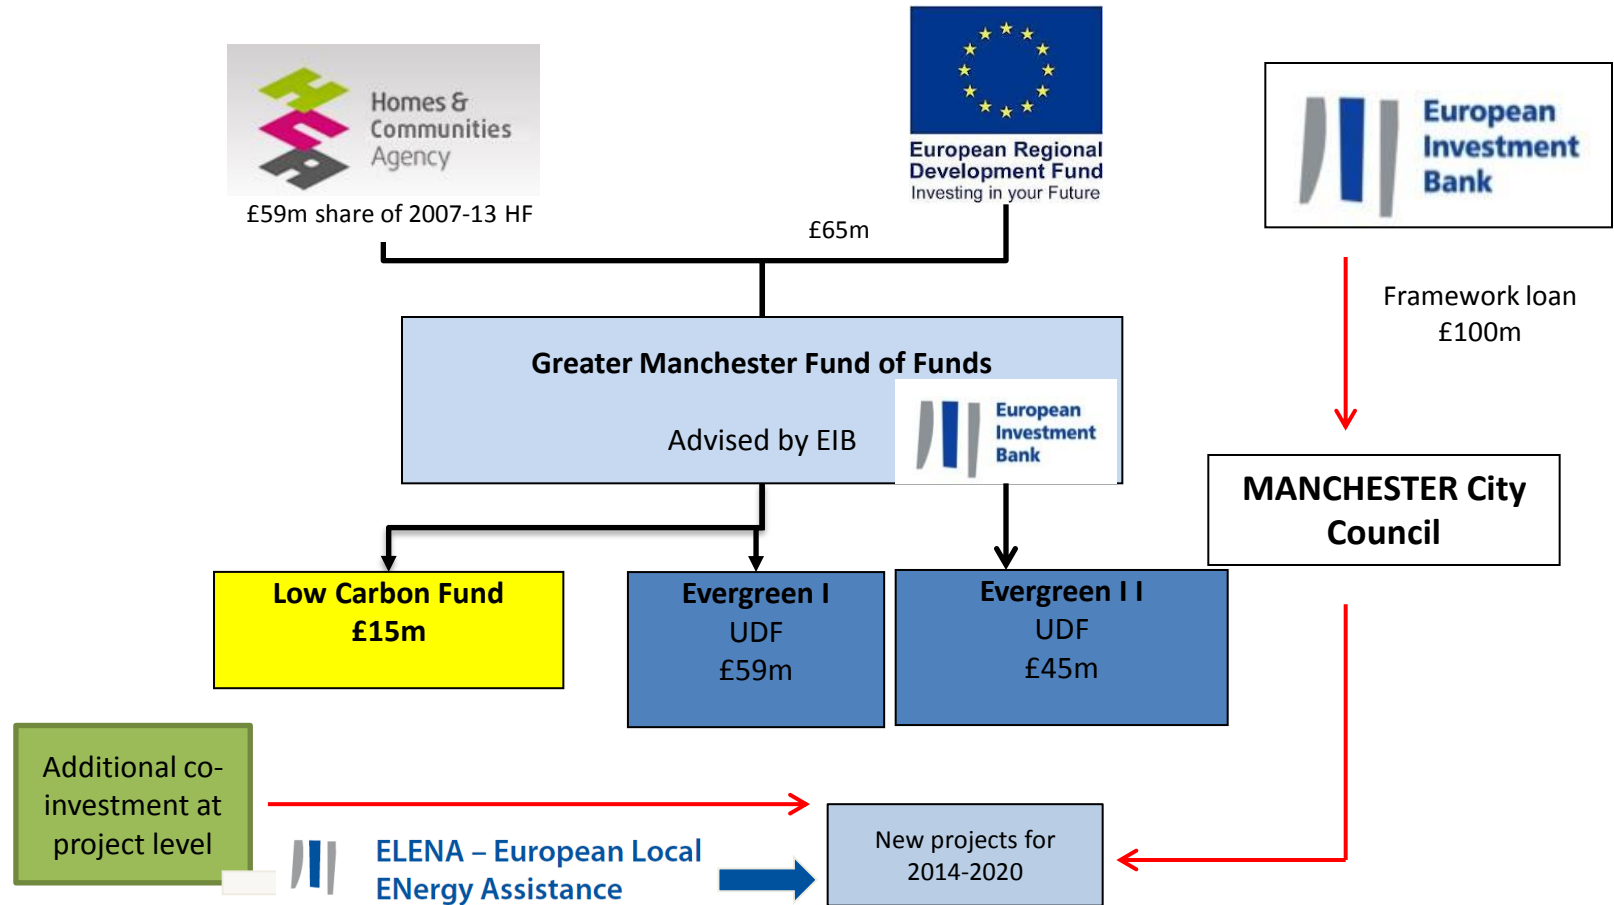 Homes &
Communities
Agency
£59m share of 2007-13 HF
European Regional
Development Fund
Investing in your Future
£65m
European
Investment
Bank
Framework loan
£100m
Greater Manchester Fund of Funds
Advised by EIB
European
Investment
Bank
MANCHESTER City
Council
Low Carbon Fund
£15m
Evergreen I
UDF
£59m
Evergreen I I
UDF
£45m
Additional co-
investment at
project level
ELENA – European Local
ENergy Assistance
New projects for
2014-2020